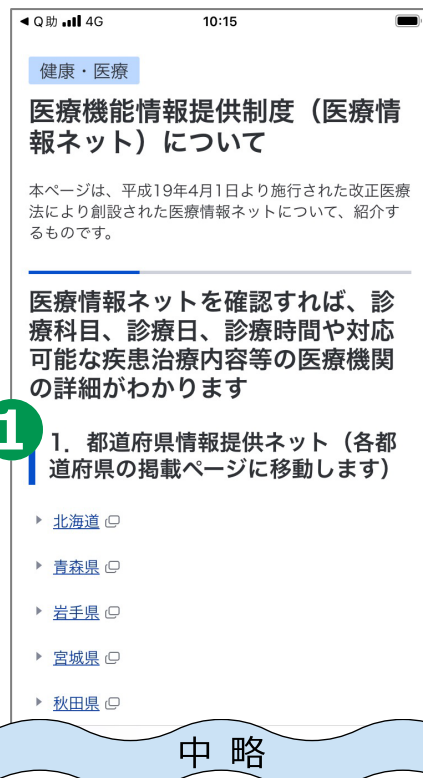 ◀Q助 4G 10:15
健康・医療
医療機能情報提供制度（医療情
報ネット）について
本ページは、平成19年4月1日より施行された改正医療
法により創設された医療情報ネットについて、紹介す
るものです。
医療情報ネットを確認すれば、診
療科目、診療日、診療時間や対応
可能な疾患治療内容等の医療機関
の詳細がわかります
1
1．都道府県情報提供ネット（各都
道府県の掲載ページに移動します）
北海道
青森県
岩手県
宮城県
秋田県
中 略